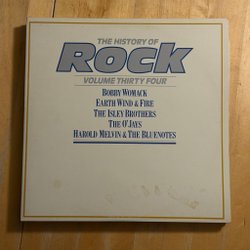 THE HISTORY OF
ROCK
VOLUME THIRTY FOUR
BOBBY WOMACK
EARTH WIND & FIRE
THE ISLEY BROTHERS
THE O'JAYS
HAROLD MELVIN & THE BLUENOTES